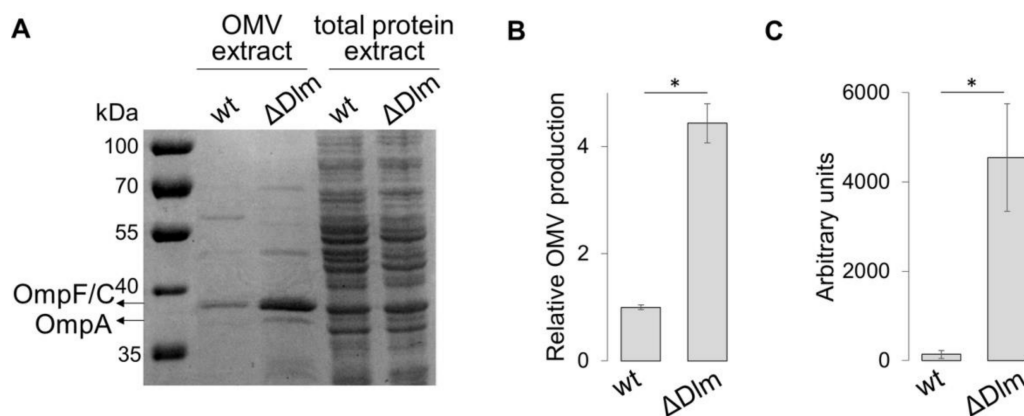 A
OMV
extract
total protein
extract
wt
ΔDlm
wt
ΔDlm
kDa
100
70
55
40
35
OmpF/C
OmpA
B
*
Relative OMV production
4
2
0
wt
ΔDlm
C
*
Arbitrary units
6000
4000
2000
0
wt
ΔDlm